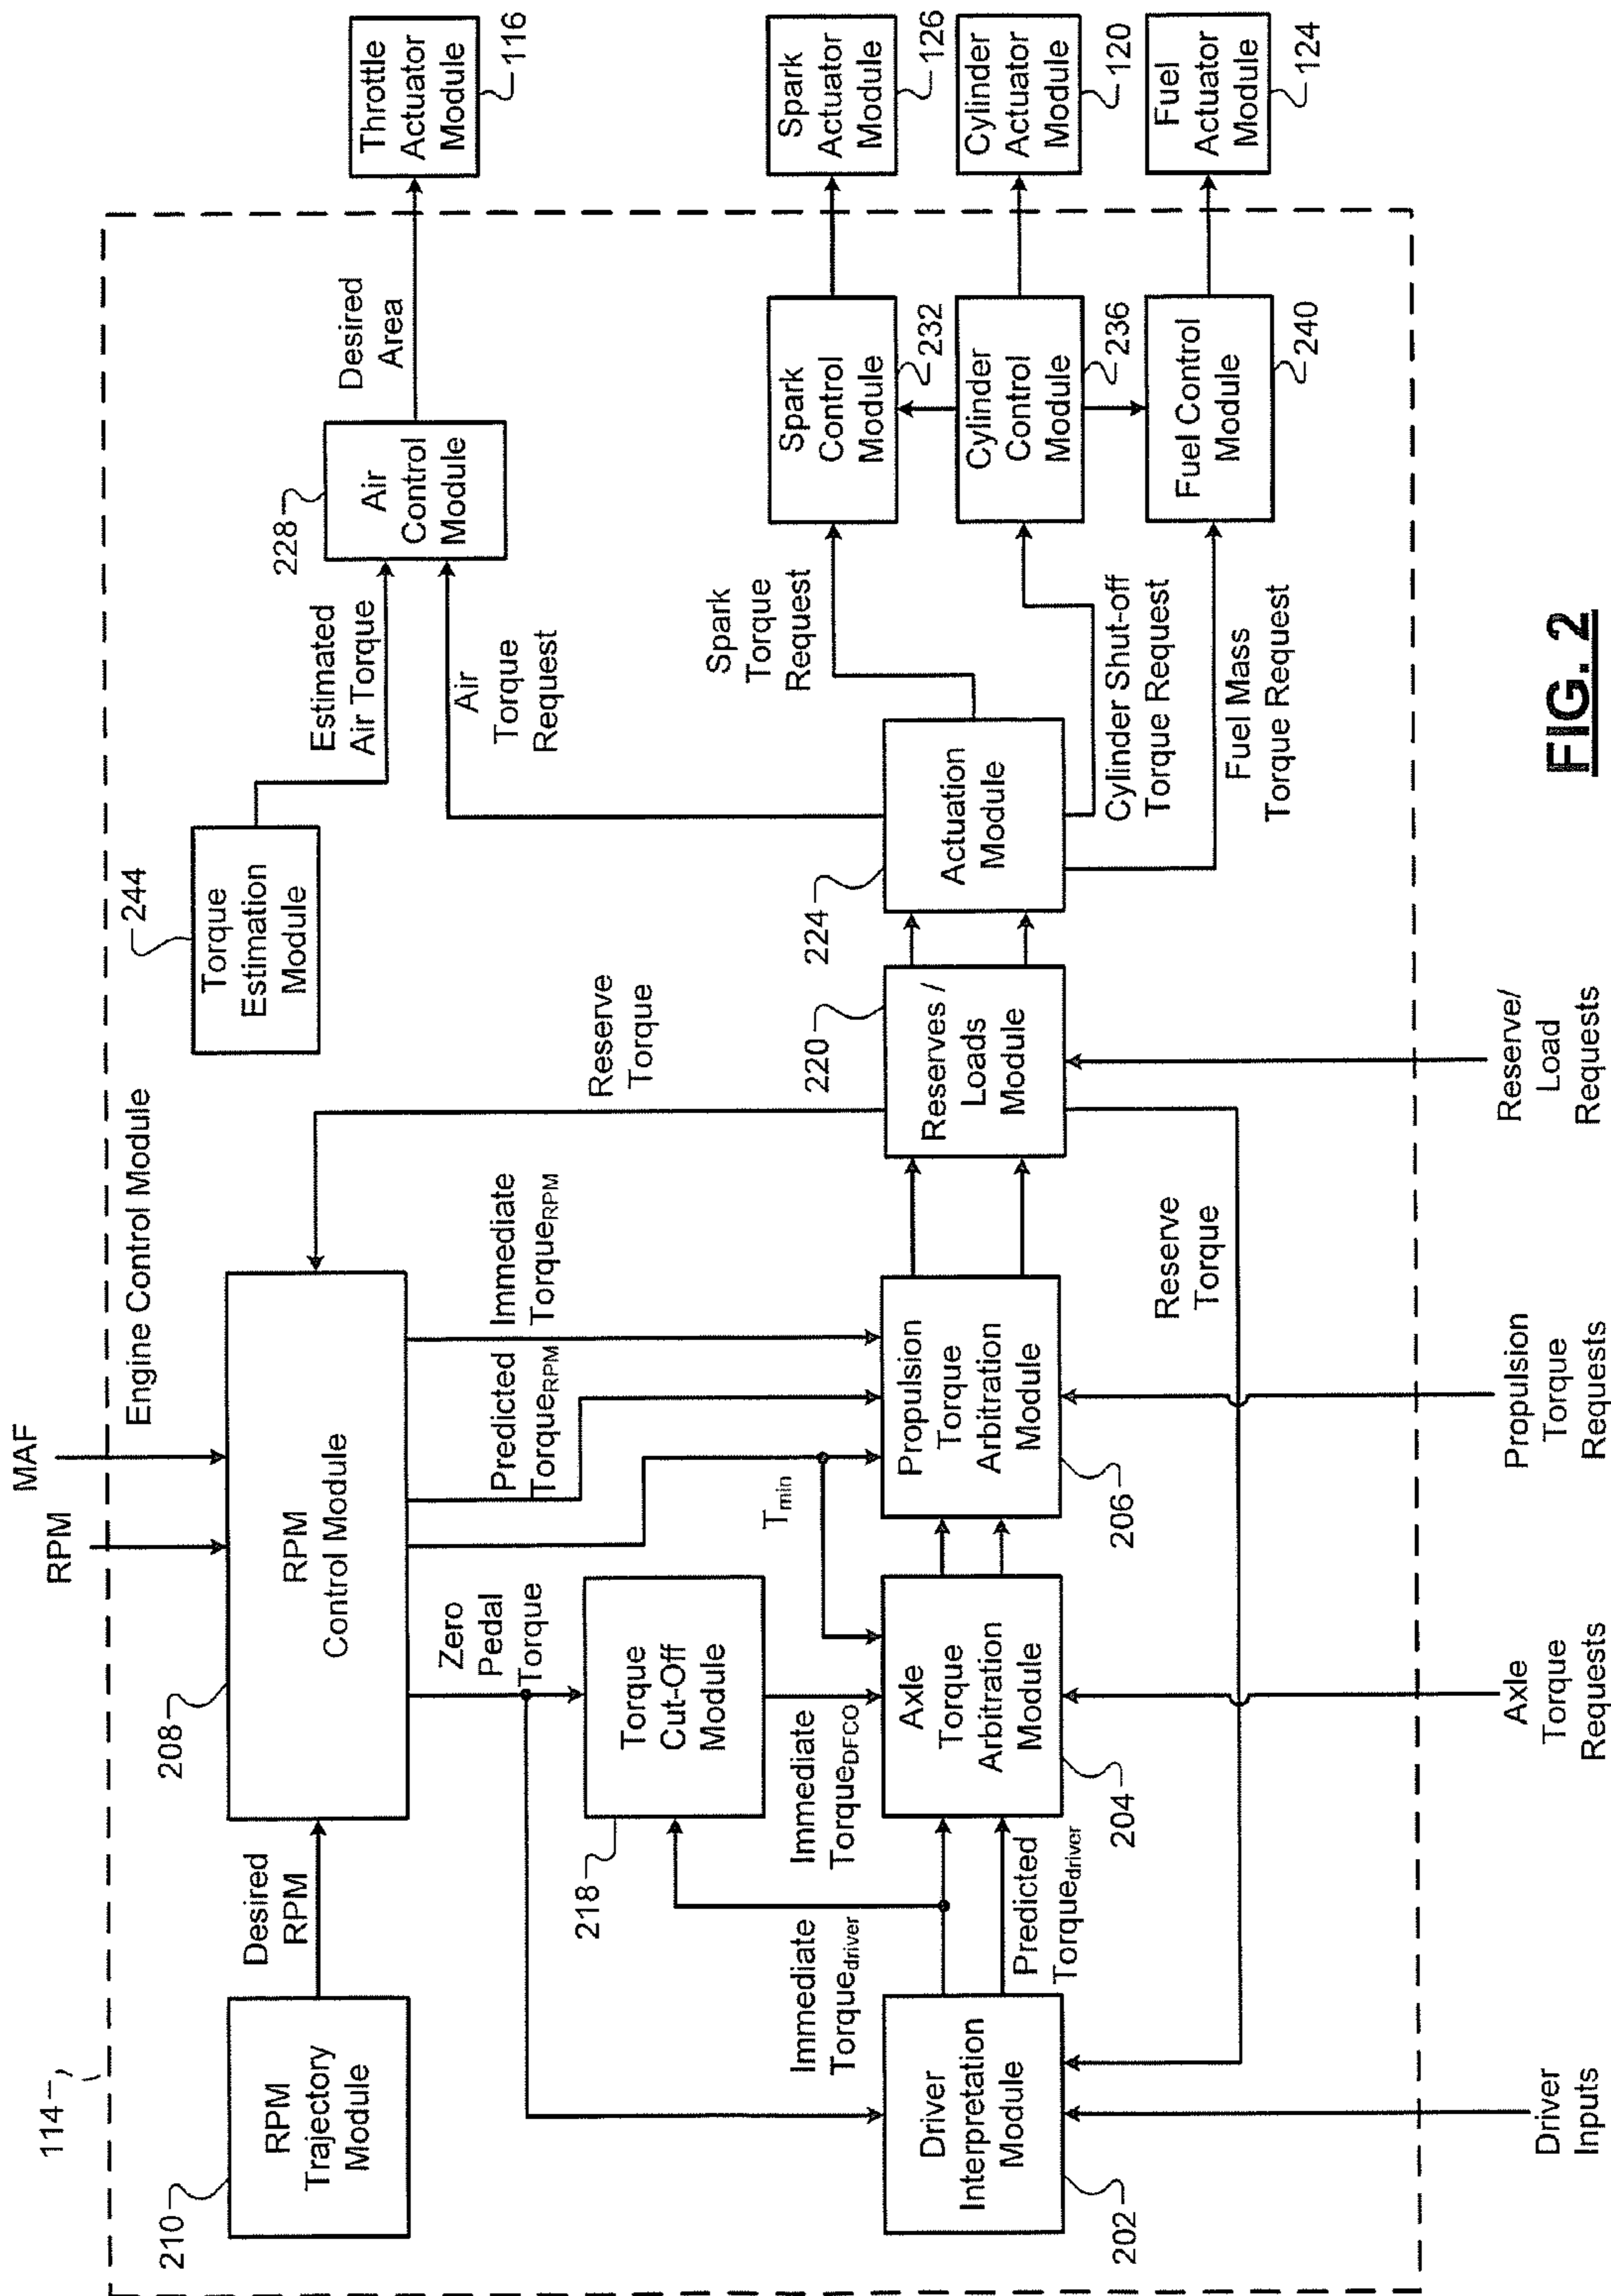 114
Engine Control Module
RPM
MAF
210
RPM
Trajectory
Module
Desired
RPM
208
RPM
Control Module
244
Torque
Estimation
Module
Estimated
Air Torque
228
Air
Control
Module
Desired
Area
Throttle
Actuator
Module
116
Zero
Pedal
Torque
Predicted
TorqueRPM
Immediate
TorqueRPM
Reserve
Torque
Air
Torque
Request
218
Torque
Cut-Off
Module
Tmin
Immediate
Torquedriver
Immediate
TorqueDFCO
220
224
Spark
Torque
Request
Spark
Control
Module
232
Spark
Actuator
Module
126
Driver
Interpretation
Module
202
Predicted
Torquedriver
Axle
Torque
Arbitration
Module
204
Propulsion
Torque
Arbitration
Module
206
Reserves /
Loads
Module
Actuation
Module
Cylinder
Control
Module
236
Cylinder
Actuator
Module
120
Reserve
Torque
Cylinder Shut-off
Torque Request
Fuel Mass
Torque Request
Fuel Control
Module
240
Fuel
Actuator
Module
124
Driver
Inputs
Axle
Torque
Requests
Propulsion
Torque
Requests
Reserve/
Load
Requests
FIG. 2